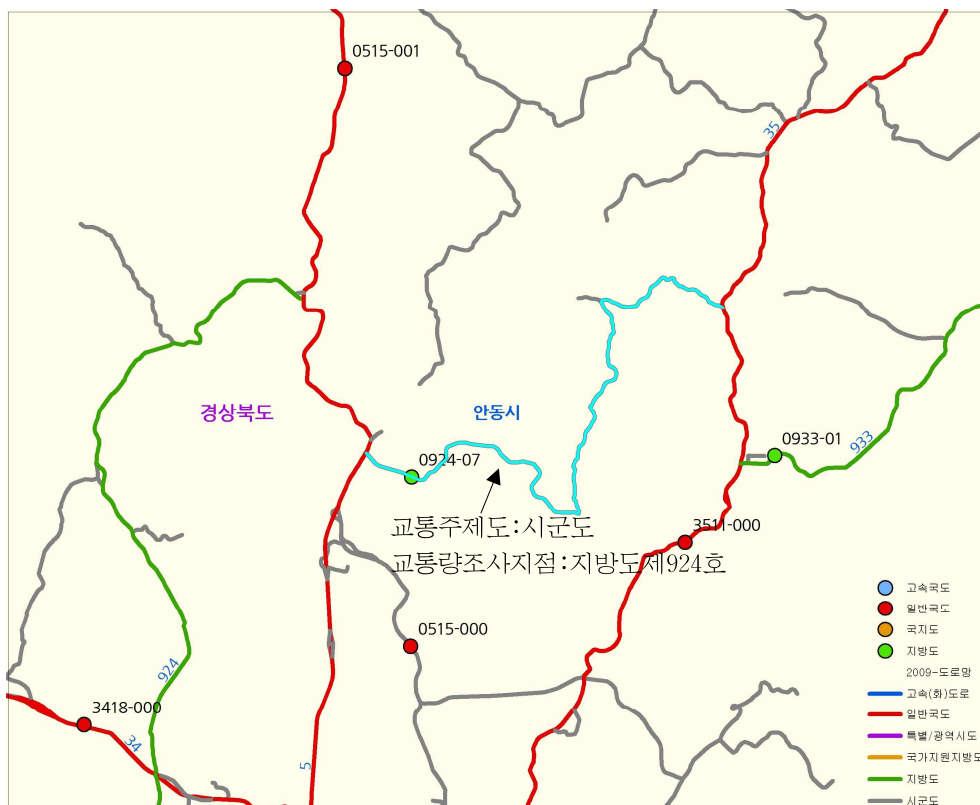 0515-001
35
경상북도
안동시
0933-01
933
0924-07
교통주제도:시군도
3511-000
교통량조사지점:지방도제924호
고속국도
일반국도
0515-000
국지도
지방도
924
2009-도로망
고속(화)도로
3418-000
일반국도
34
특별/광역시도
5
국가지원지방도
지방도
시군도